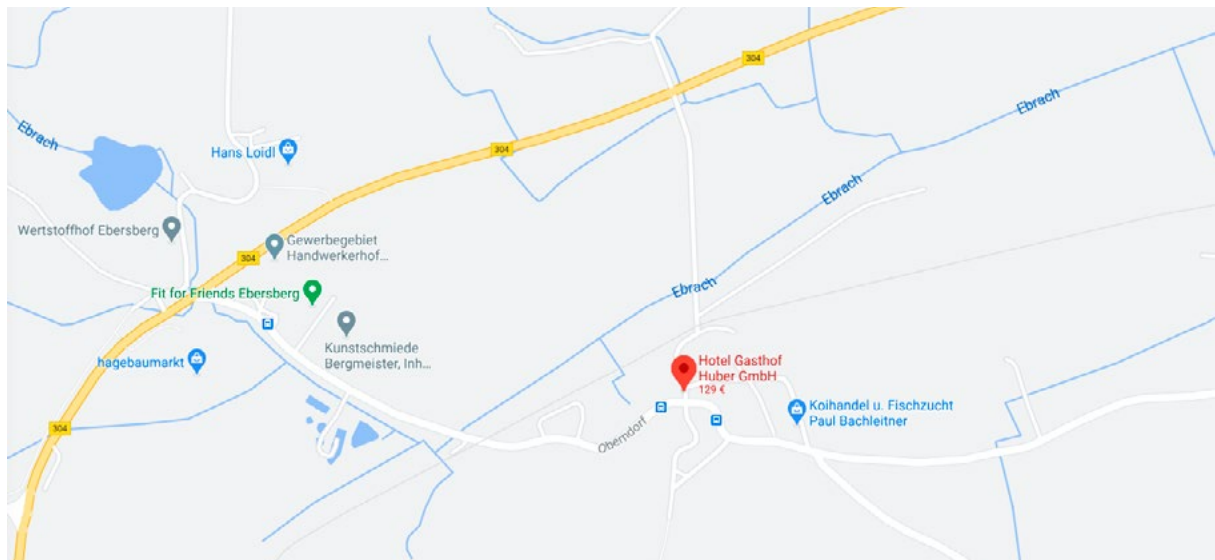 304
Ebrach
Ebrach
Hans Loidl
304
Ebrach
Wertstoffhof Ebersberg
Gewerbegebiet
Handwerkerhof...
304
Fit for Friends Ebersberg
Ebrach
Kunstschmiede
Bergmeister, Inh...
hagebaumarkt
Hotel Gasthof
Huber GmbH
129 €
Koihandel u. Fischzucht
Paul Bachleitner
304
Oberndorf